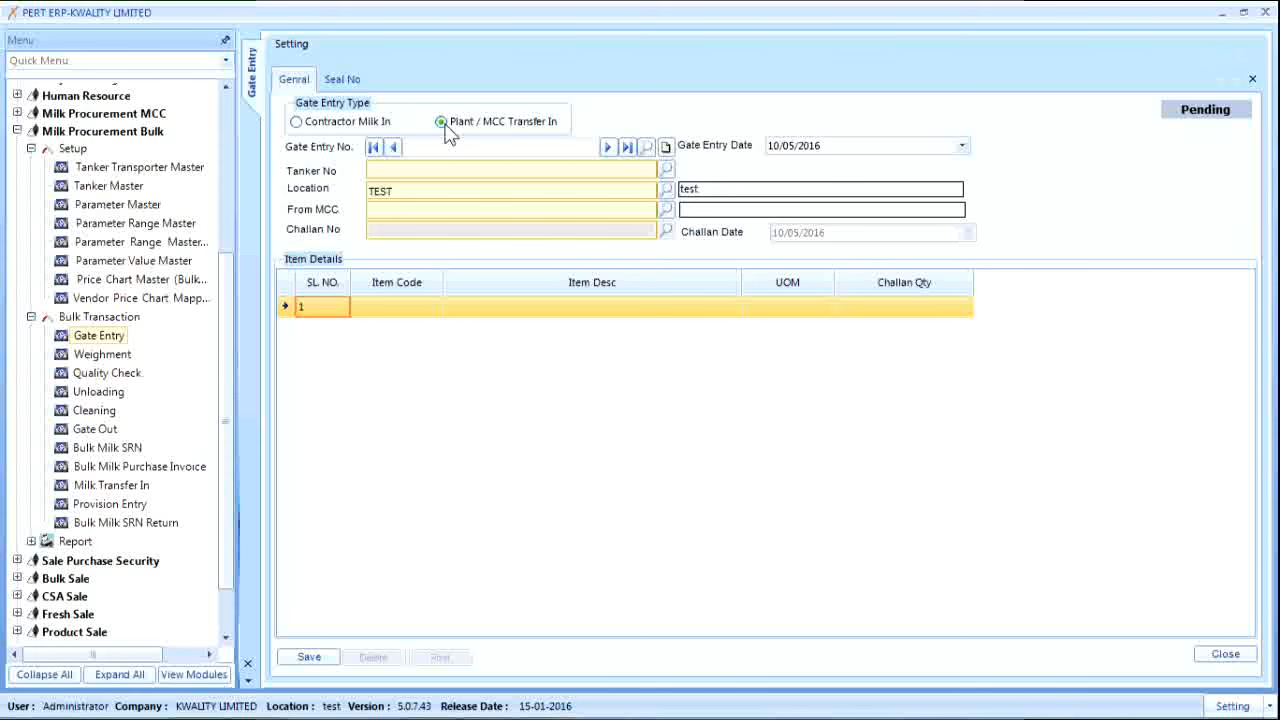 PERT ERP-KWALITY LIMITED
Menu
Quick Menu
Human Resource
Milk Procurement MCC
Milk Procurement Bulk
Setup
Tanker Transporter Master
Tanker Master
Parameter Master
Parameter Range Master
Parameter Range Master...
Parameter Value Master
Price Chart Master (Bulk...
Vendor Price Chart Mapp...
Bulk Transaction
Gate Entry
Weighment
Quality Check
Unloading
Cleaning
Gate Out
Bulk Milk SRN
Bulk Milk Purchase Invoice
Milk Transfer In
Provision Entry
Bulk Milk SRN Return
Report
Sale Purchase Security
Bulk Sale
CSA Sale
Fresh Sale
Product Sale
Collapse All Expand All View Modules
Gate Entry
Setting
Genral Seal No
Gate Entry Type
Contractor Milk In Plant / MCC Transfer In
Pending
Gate Entry No. Gate Entry Date 10/05/2016
Tanker No
Location TEST test
From MCC
Challan No Challan Date 10/05/2016
Item Details
SL. NO. Item Code Item Desc UOM Challan Qty
1
Save Delete Post Close
User : Administrator Company : KWALITY LIMITED Location : test Version : 5.0.7.43 Release Date : 15-01-2016 Setting